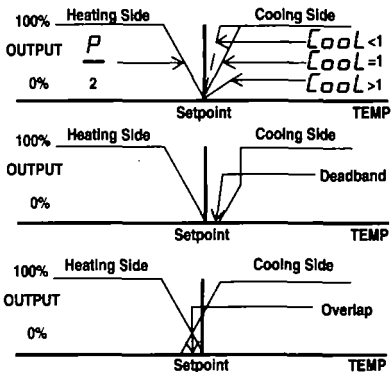 100% Heating Side Cooing Side
CooL <1
OUTPUT P CooL =1
0% 2 CooL >1
Setpoint TEMP
100% Heating Side Cooling Side
OUTPUT Deadband
0%
Setpoint TEMP
100% Heating Side Cooling Side
OUTPUT Overlap
0%
Setpoint TEMP